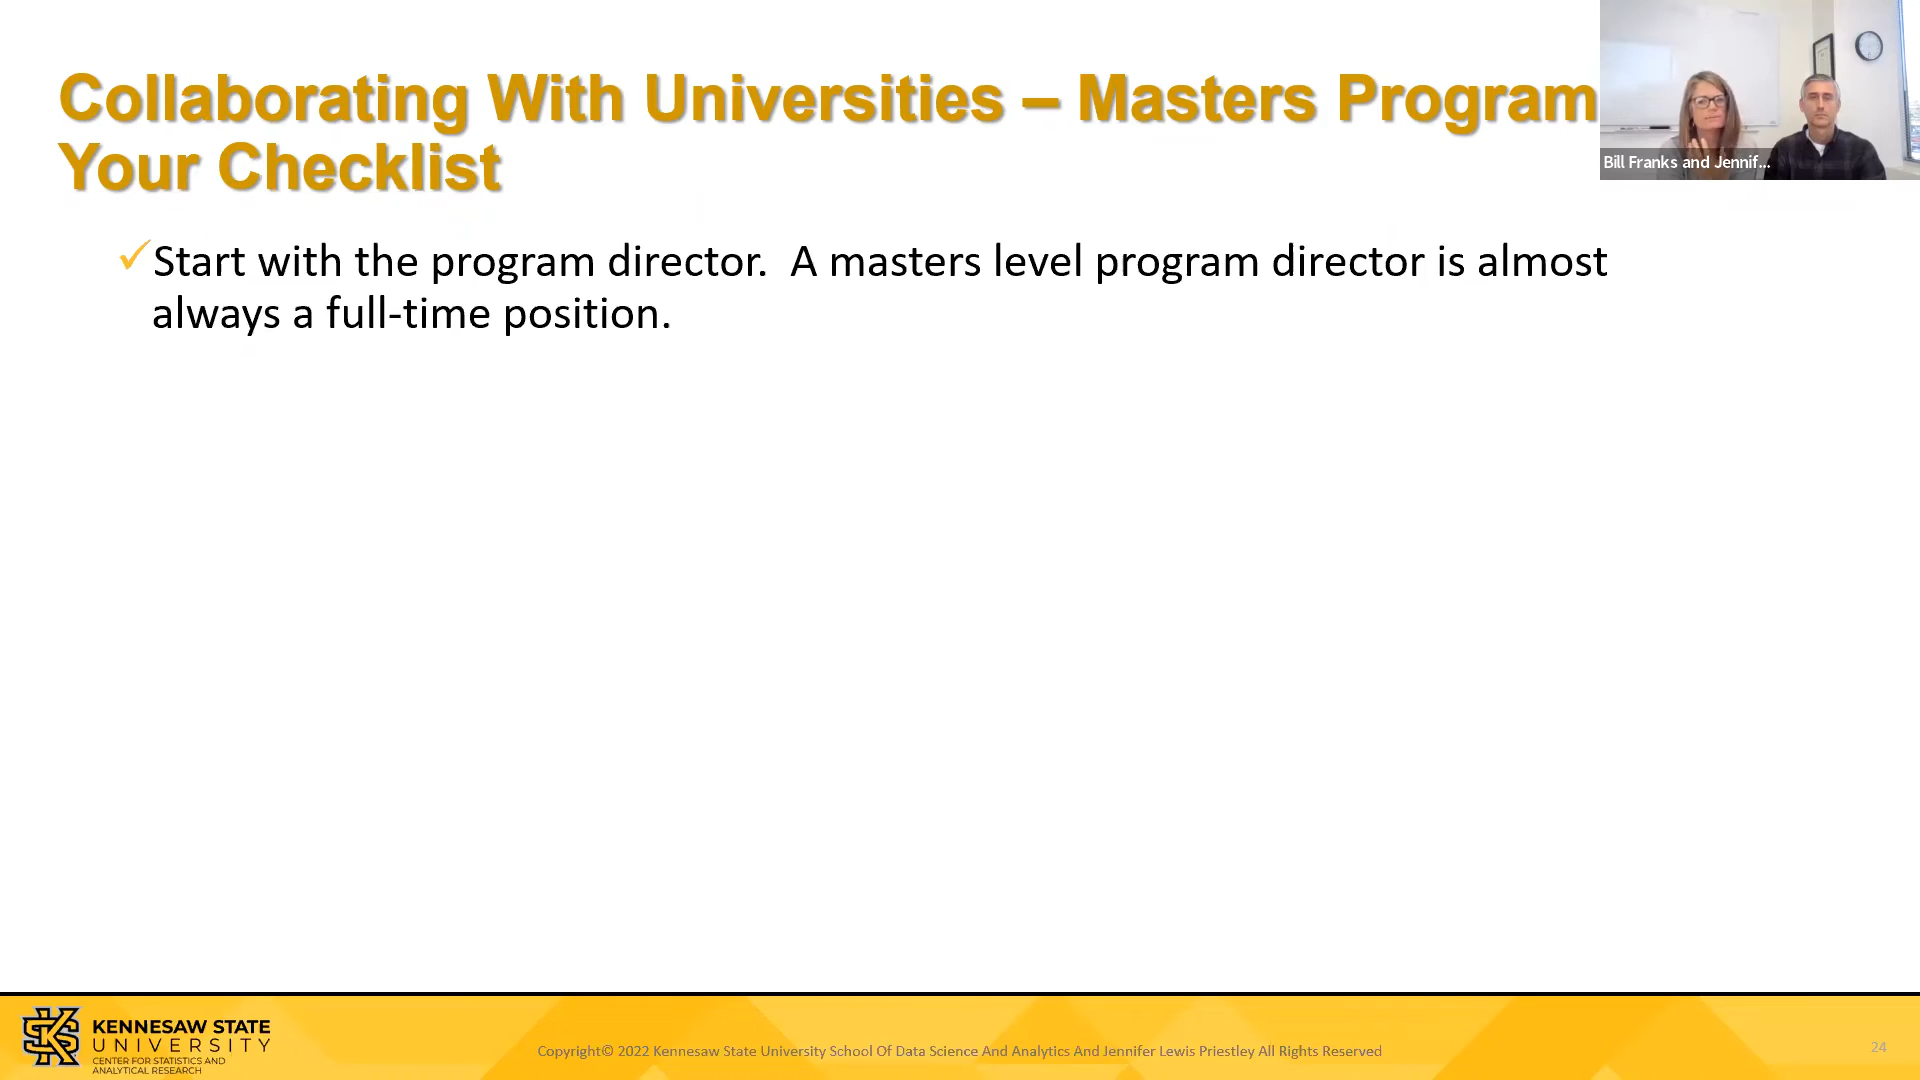 Collaborating With Universities – Masters Program
Your Checklist
Bill Franks and Jennif...
✓Start with the program director.  A masters level program director is almost
always a full-time position.
KENNESAW STATE
UNIVERSITY
CENTER FOR STATISTICS AND
ANALYTICAL RESEARCH
Copyright© 2022 Kennesaw State University School Of Data Science And Analytics And Jennifer Lewis Priestley All Rights Reserved
24